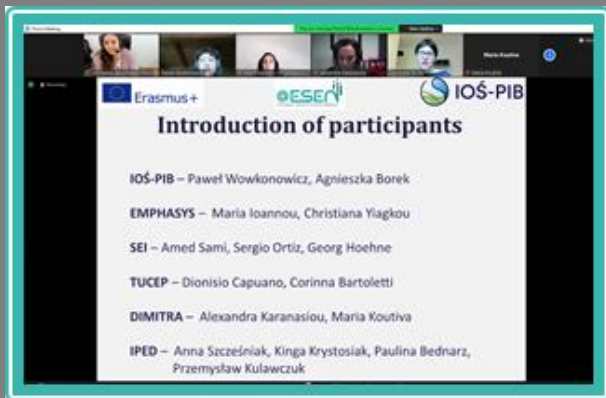 Maria Koutiva
Erasmus+
eESEN
IOŚ-PIB
Introduction of participants
IOŚ-PIB – Paweł Wowkonowicz, Agnieszka Borek
EMPHASYS – Maria Ioannou, Christiana Yiagkou
SEI – Amed Sami, Sergio Ortiz, Georg Hoehne
TUCEP – Dionisio Capuano, Corinna Bartoletti
DIMITRA – Alexandra Karanasiou, Maria Koutiva
IPED – Anna Szcześniak, Kinga Krystosiak, Paulina Bednarz,
Przemysław Kulawczuk